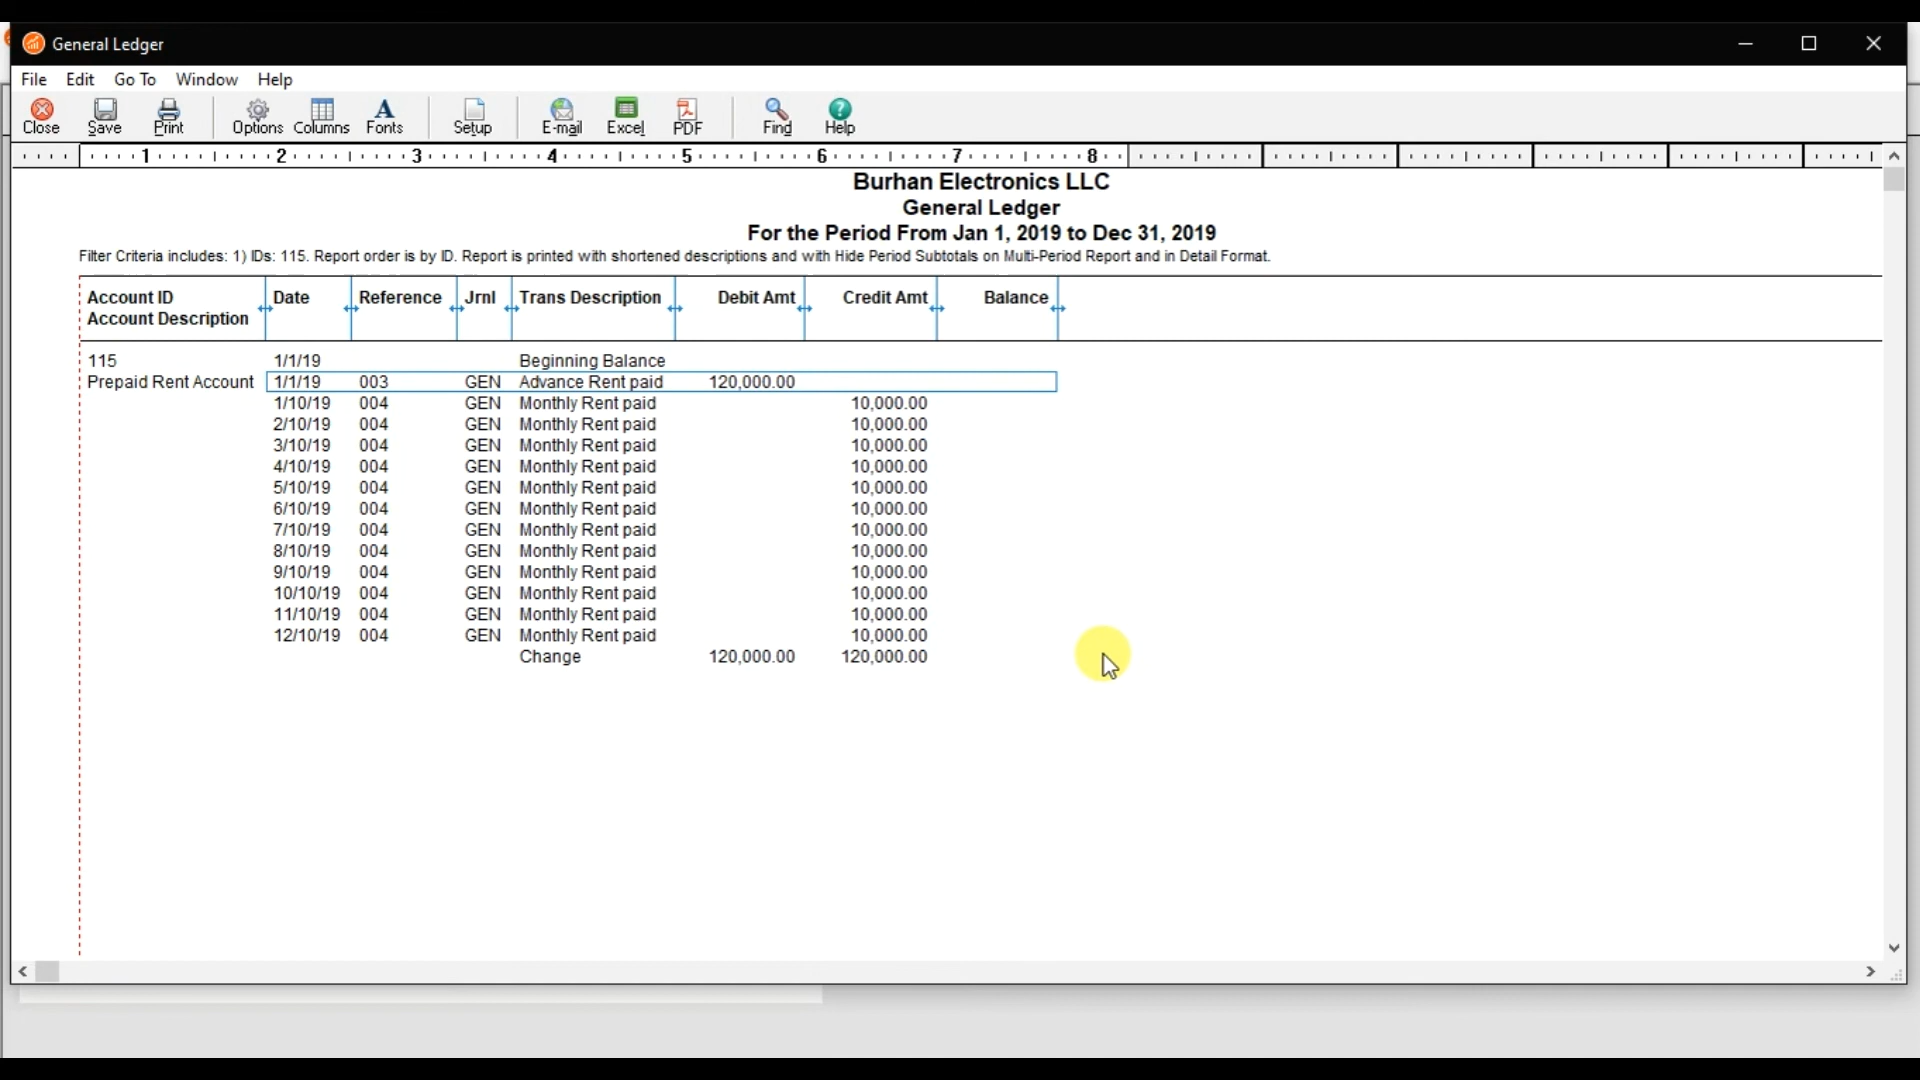 General Ledger
File Edit Go To Window Help
Close Save Print Options Columns Fonts Setup E-mail Excel PDF Find Help
1 2 3 4 5 6 7 8
Burhan Electronics LLC
General Ledger
For the Period From Jan 1, 2019 to Dec 31, 2019
Filter Criteria includes: 1) IDs: 115. Report order is by ID. Report is printed with shortened descriptions and with Hide Period Subtotals on Multi-Period Report and in Detail Format.
Account ID Date Reference Jrnl Trans Description Debit Amt Credit Amt Balance
Account Description
115 1/1/19 Beginning Balance
Prepaid Rent Account 1/1/19 003 GEN Advance Rent paid 120,000.00
1/10/19 004 GEN Monthly Rent paid 10,000.00
2/10/19 004 GEN Monthly Rent paid 10,000.00
3/10/19 004 GEN Monthly Rent paid 10,000.00
4/10/19 004 GEN Monthly Rent paid 10,000.00
5/10/19 004 GEN Monthly Rent paid 10,000.00
6/10/19 004 GEN Monthly Rent paid 10,000.00
7/10/19 004 GEN Monthly Rent paid 10,000.00
8/10/19 004 GEN Monthly Rent paid 10,000.00
9/10/19 004 GEN Monthly Rent paid 10,000.00
10/10/19 004 GEN Monthly Rent paid 10,000.00
11/10/19 004 GEN Monthly Rent paid 10,000.00
12/10/19 004 GEN Monthly Rent paid 10,000.00
Change 120,000.00 120,000.00